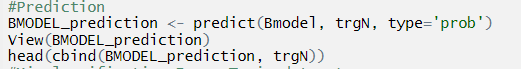 #Prediction
BMODEL_prediction <- predict(Bmodel, trgN, type='prob')
View(BMODEL_prediction)
head(cbind(BMODEL_prediction, trgN))